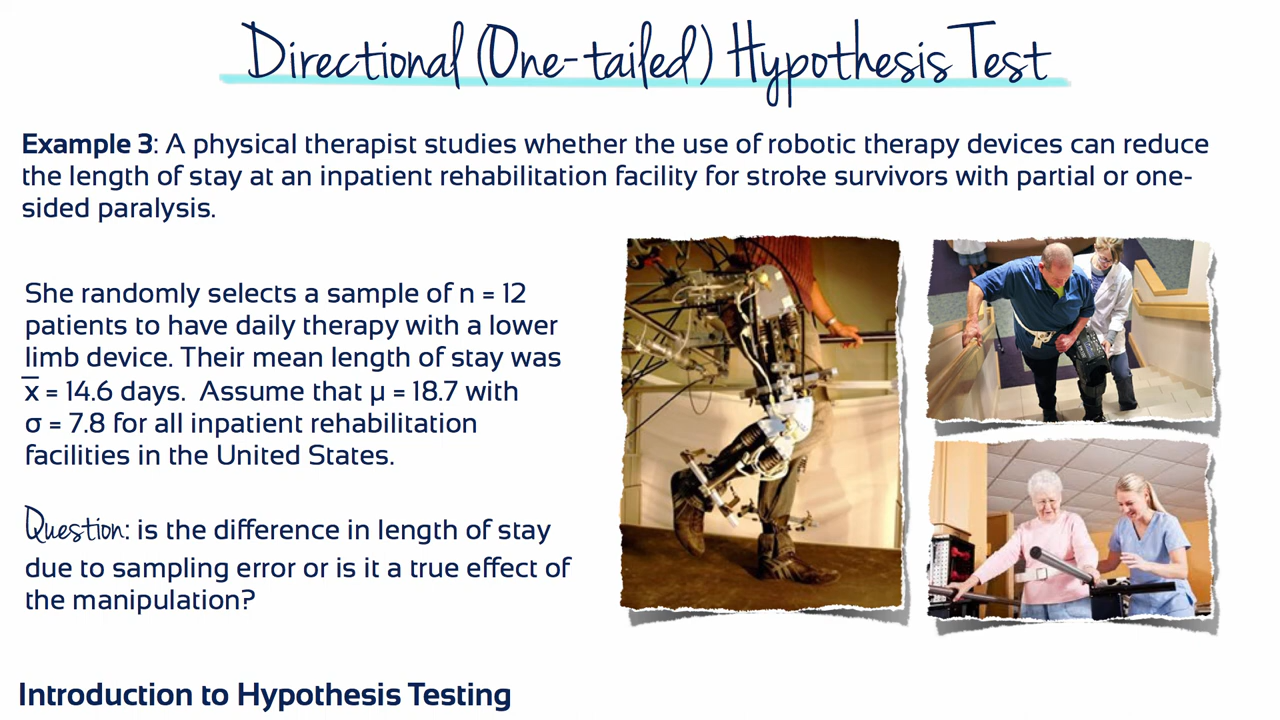 Directional (One-tailed) Hypothesis Test
Example 3: A physical therapist studies whether the use of robotic therapy devices can reduce
the length of stay at an inpatient rehabilitation facility for stroke survivors with partial or one-
sided paralysis.
She randomly selects a sample of n = 12
patients to have daily therapy with a lower
limb device. Their mean length of stay was
x̅ = 14.6 days. Assume that μ = 18.7 with
σ = 7.8 for all inpatient rehabilitation
facilities in the United States.
Question: is the difference in length of stay
due to sampling error or is it a true effect of
the manipulation?
Introduction to Hypothesis Testing